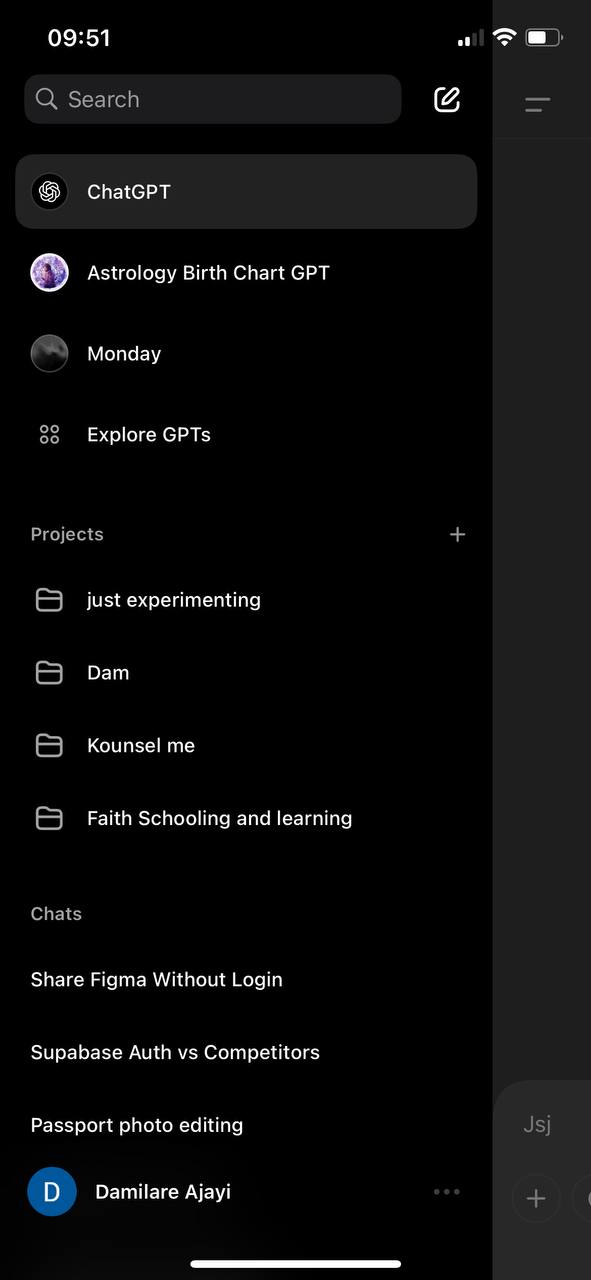 09:51
Search
ChatGPT
Astrology Birth Chart GPT
Monday
Explore GPTs
Projects
just experimenting
Dam
Kounsel me
Faith Schooling and learning
Chats
Share Figma Without Login
Supabase Auth vs Competitors
Passport photo editing
Jsj
D
Damilare Ajayi